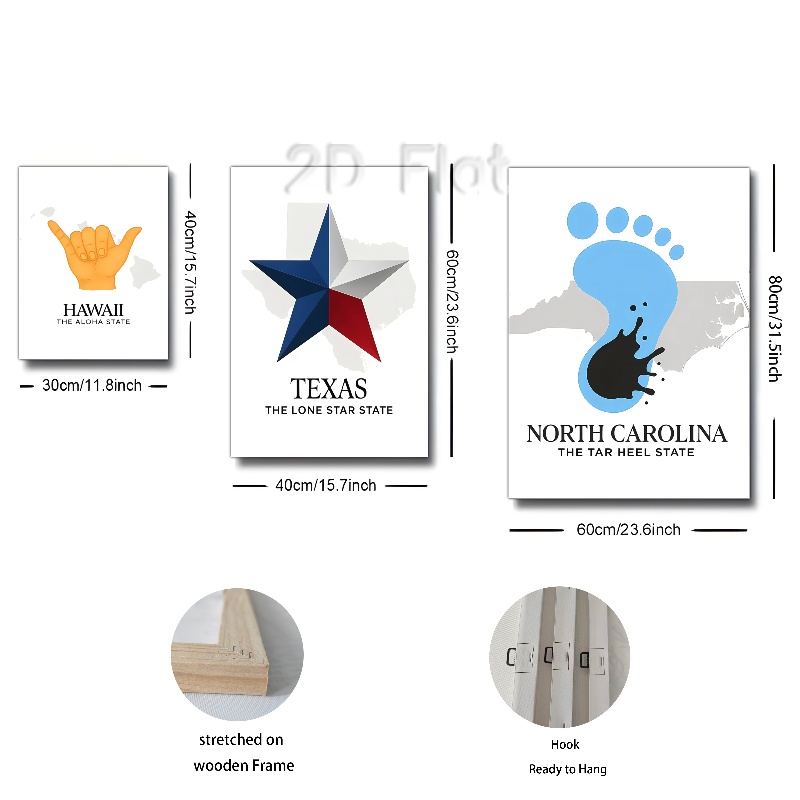 2D Flat
40cm/15.7inch
HAWAII
THE ALOHA STATE
30cm/11.8inch
60cm/23.6inch
TEXAS
THE LONE STAR STATE
40cm/15.7inch
80cm/31.5inch
NORTH CAROLINA
THE TAR HEEL STATE
60cm/23.6inch
stretched on
wooden Frame
Hook
Ready to Hang